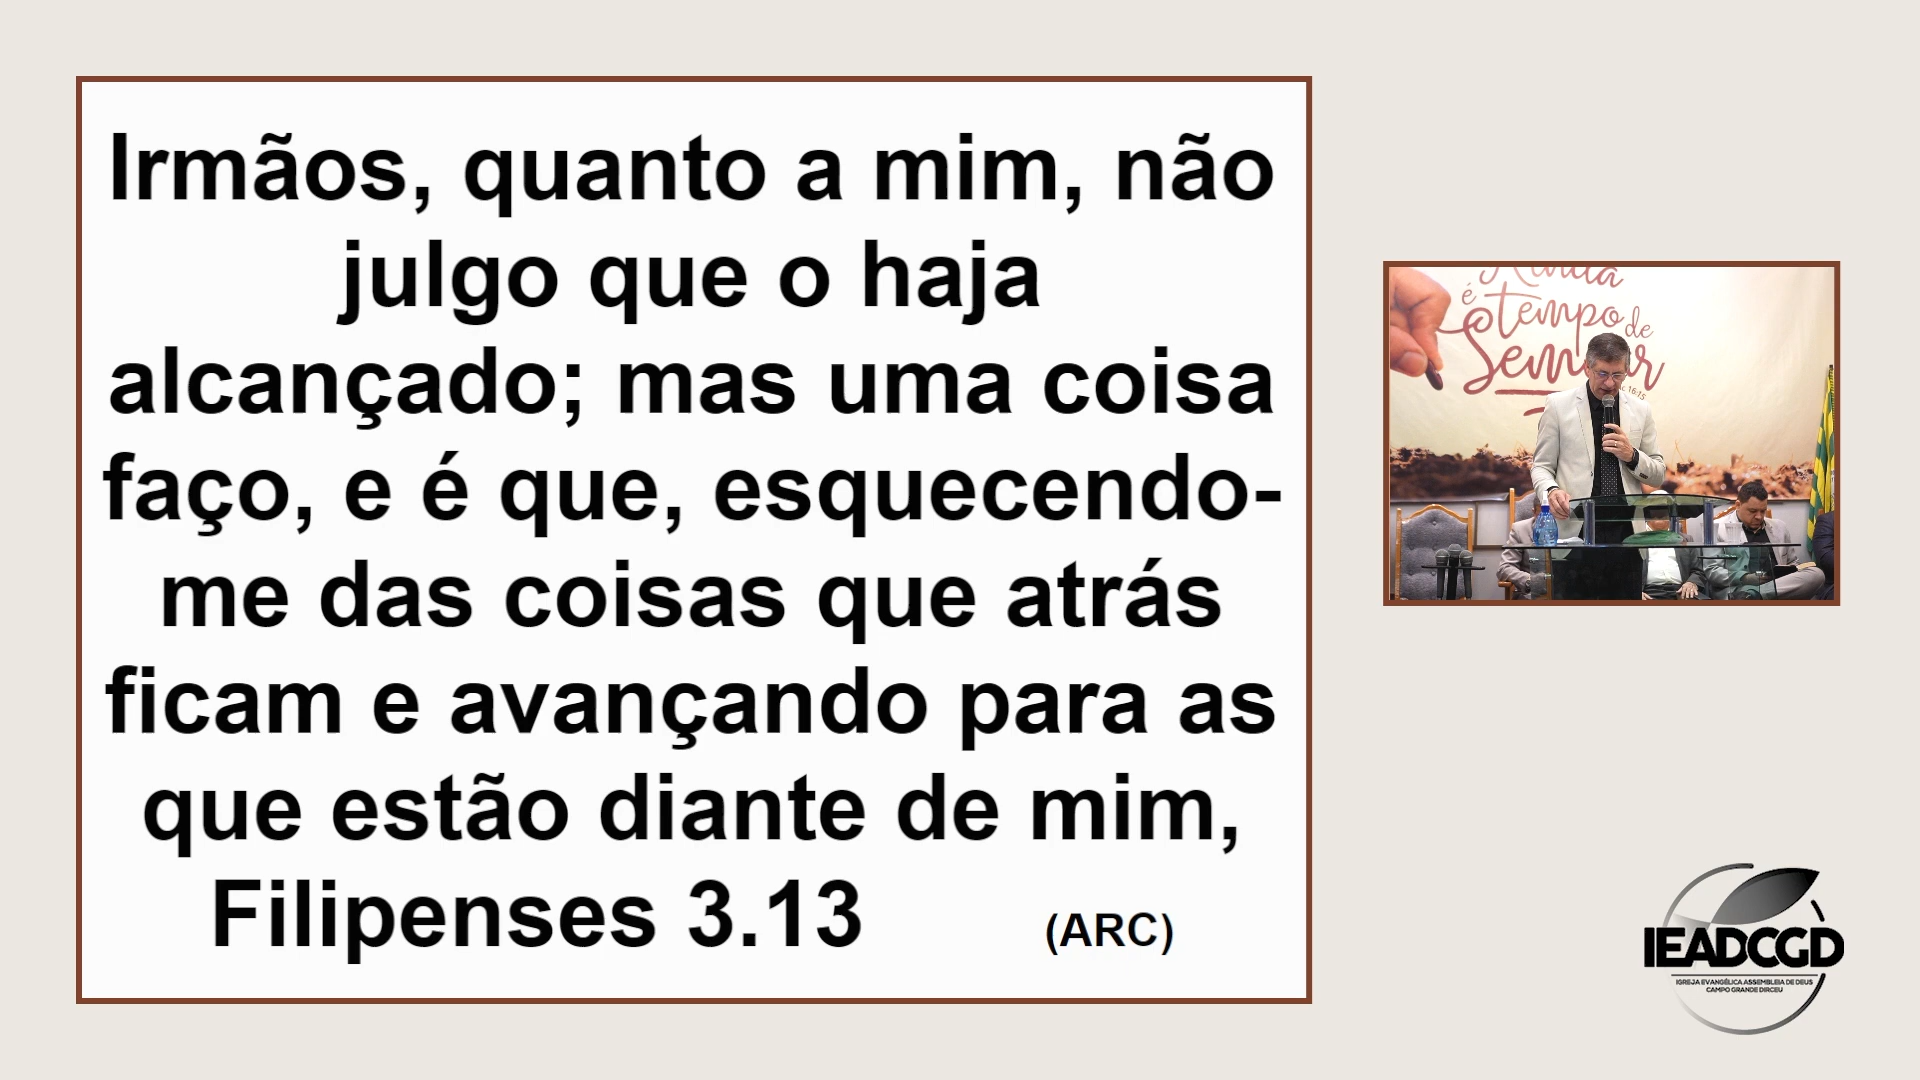 Irmãos, quanto a mim, não
julgo que o haja
alcançado; mas uma coisa
faço, e é que, esquecendo-
me das coisas que atrás
ficam e avançando para as
que estão diante de mim,
Filipenses 3.13 (ARC)
é tempo de
16:15
IEADCGD
IGREJA EVANGÉLICA ASSEMBLEIA DE DEUS
CAMPO GRANDE DIRCEU